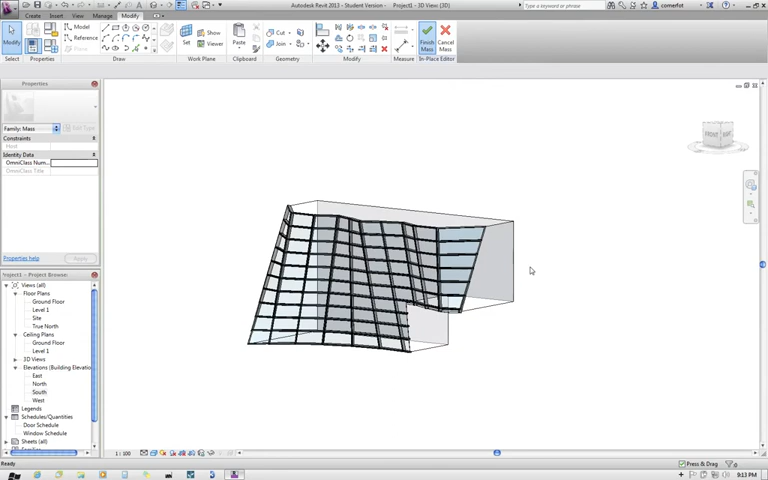 Autodesk Revit 2013 - Student Version - Project1 - 3D View {3D}
Type a keyword or phrase
Create Insert View Manage Modify
Modify
Model
Reference
Set
Show
Viewer
Paste
Cut
Join
Finish Mass
Cancel Mass
Select Properties Draw Work Plane Clipboard Geometry Modify Measure In-Place Editor
Properties
Family: Mass
Edit Type
Constraints
Host
Identity Data
OmniClass Num...
OmniClass Title
Properties help
Apply
Project1 - Project Browser
Views (all)
Floor Plans
Ground Floor
Level 1
Site
True North
Ceiling Plans
Ground Floor
Level 1
3D Views
Elevations (Building Elevatio
East
North
South
West
Legends
Schedules/Quantities
Door Schedule
Window Schedule
Sheets (all)
FRONT
1 : 100
Ready
Press & Drag
:0
9:13 PM